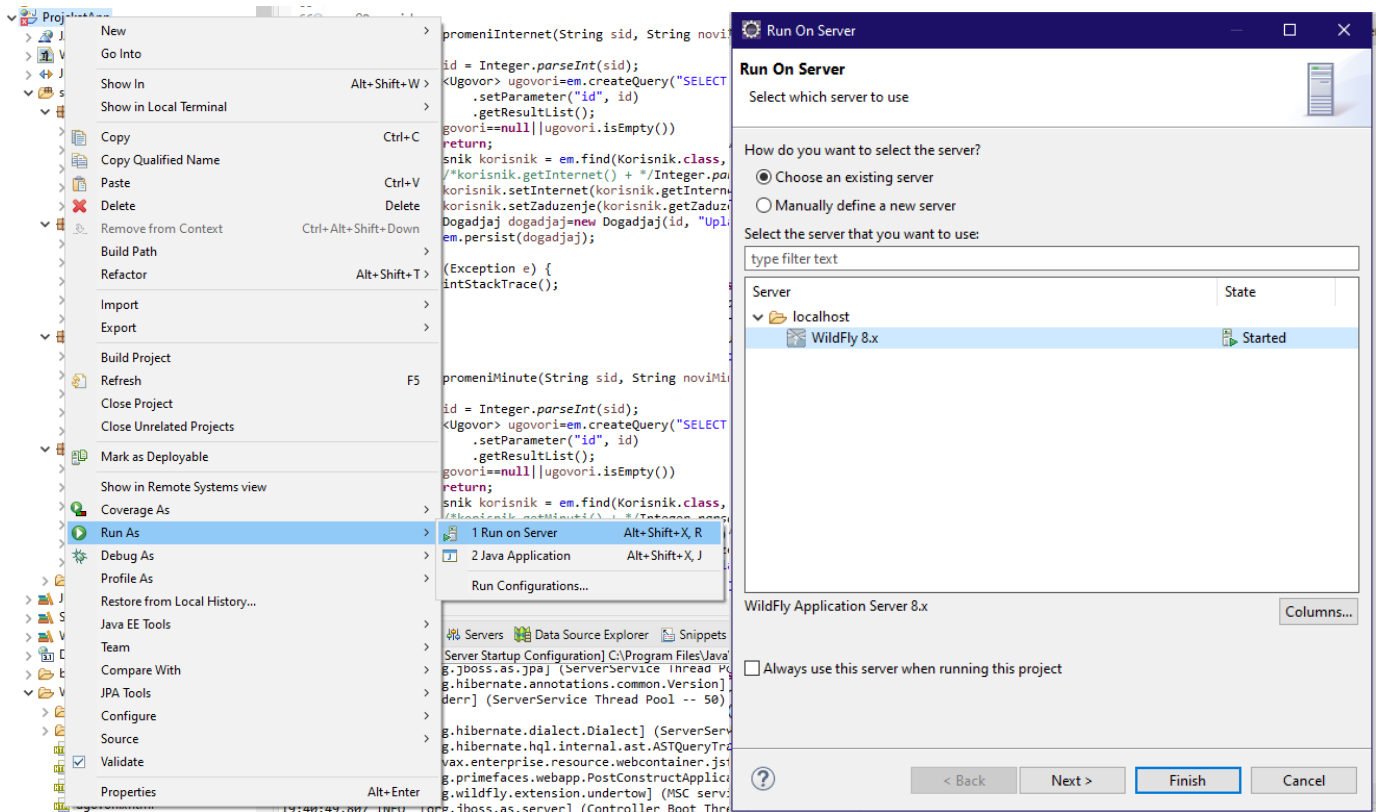 New
Go Into
Show In Alt+Shift+W >
Show in Local Terminal >
Copy Ctrl+C
Copy Qualified Name
Paste Ctrl+V
Delete Delete
Remove from Context Ctrl+Alt+Shift+Down
Build Path >
Refactor Alt+Shift+T >
Import >
Export >
Build Project
Refresh F5
Close Project
Close Unrelated Projects
Mark as Deployable
Show in Remote Systems view
Coverage As >
Run As >
Debug As >
Profile As >
Restore from Local History...
Java EE Tools >
Team >
Compare With >
JPA Tools >
Configure >
Source >
Validate
Properties Alt+Enter
1 Run on Server Alt+Shift+X, R
2 Java Application Alt+Shift+X, J
Run Configurations...
promeniInternet(String sid, String novi
id = Integer.parseInt(sid);
<Ugovor> ugovori=em.createQuery("SELECT
.setParameter("id", id)
.getResultList();
govori==null||ugovori.isEmpty())
return;
snik korisnik = em.find(Korisnik.class,
/*korisnik.getInternet() + */Integer.pa
korisnik.setInternet(korisnik.getIntern
korisnik.setZaduzenje(korisnik.getZaduz
Dogadjaj dogadjaj=new Dogadjaj(id, "Upl
em.persist(dogadjaj);
(Exception e) {
intStackTrace();
promeniMinute(String sid, String noviMi
id = Integer.parseInt(sid);
<Ugovor> ugovori=em.createQuery("SELECT
.setParameter("id", id)
.getResultList();
govori==null||ugovori.isEmpty())
return;
snik korisnik = em.find(Korisnik.class,
Servers Data Source Explorer Snippets
Server Startup Configuration] C:\Program Files\Java
g.jboss.as.jpa] (ServerService Thread Po
g.hibernate.annotations.common.Version]
derr] (ServerService Thread Pool -- 50)
g.hibernate.dialect.Dialect] (ServerSer
g.hibernate.hql.internal.ast.ASTQueryTra
vax.enterprise.resource.webcontainer.jsf
g.primefaces.webapp.PostConstructApplica
g.wildfly.extension.undertow] (MSC servi
Run On Server
Run On Server
Select which server to use
How do you want to select the server?
Choose an existing server
Manually define a new server
Select the server that you want to use:
type filter text
Server State
localhost
WildFly 8.x Started
WildFly Application Server 8.x
Columns...
Always use this server when running this project
? < Back Next > Finish Cancel